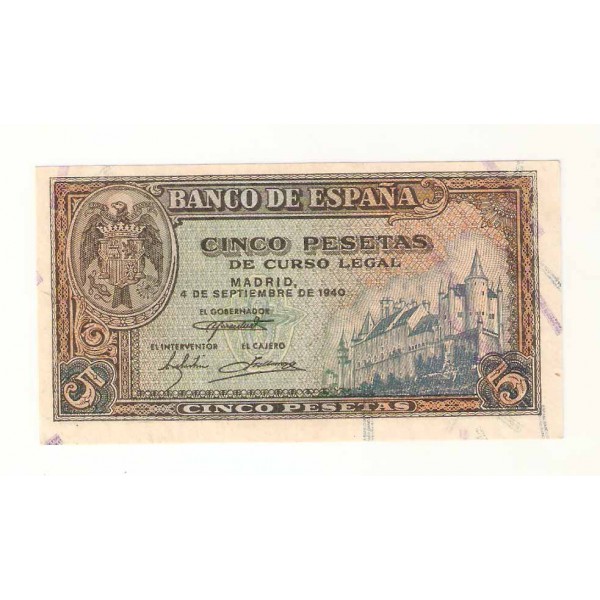 BANCO DE ESPAÑA
CINCO PESETAS
DE CURSO LEGAL
MADRID,
4 DE SEPTIEMBRE DE 1940
EL GOBERNADOR
EL INTERVENTOR EL CAJERO
5 5
CINCO PESETAS